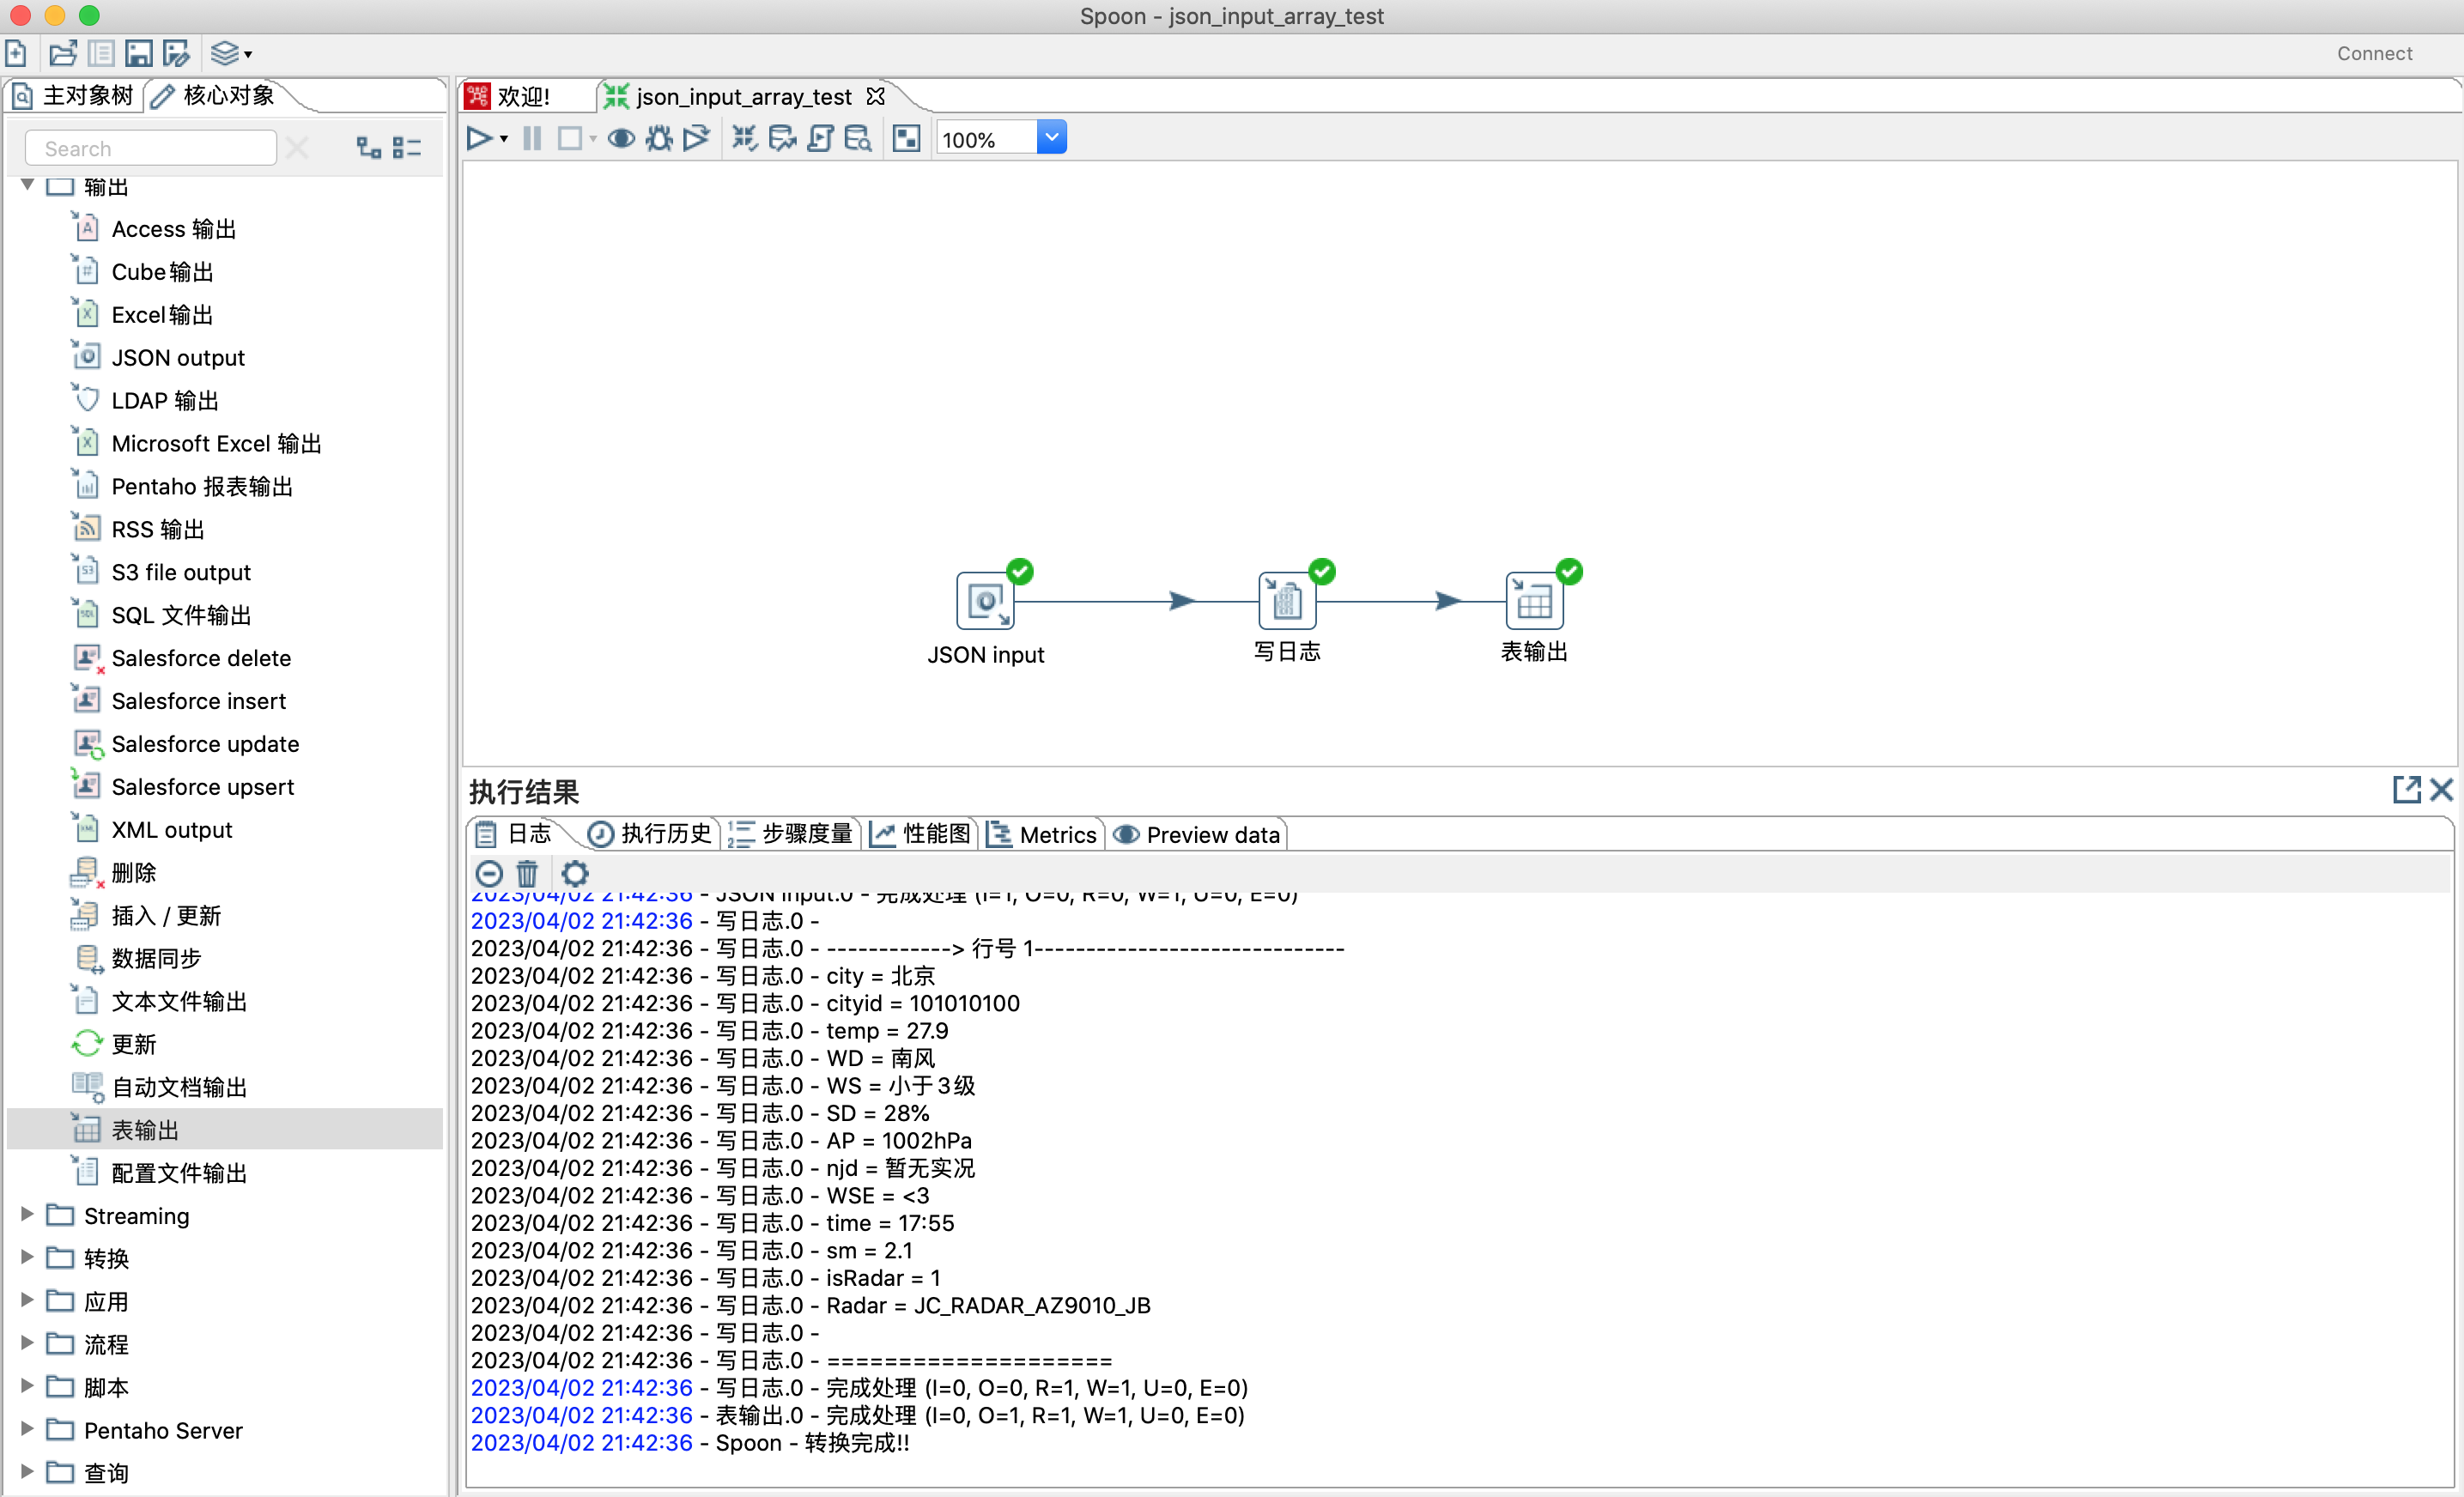 Spoon - json_input_array_test
Connect
主对象树
核心对象
欢迎!
json_input_array_test
Search
100%
输出
Access 输出
Cube输出
Excel输出
JSON output
LDAP 输出
Microsoft Excel 输出
Pentaho 报表输出
RSS 输出
S3 file output
SQL 文件输出
Salesforce delete
Salesforce insert
Salesforce update
Salesforce upsert
XML output
删除
插入 / 更新
数据同步
文本文件输出
更新
自动文档输出
表输出
配置文件输出
Streaming
转换
应用
流程
脚本
Pentaho Server
查询
JSON input
写日志
表输出
执行结果
日志
执行历史
步骤度量
性能图
Metrics
Preview data
2023/04/02 21:42:36 - JSON input.0 - 完成处理 (I=1, O=0, R=0, W=1, U=0, E=0)
2023/04/02 21:42:36 - 写日志.0 -
2023/04/02 21:42:36 - 写日志.0 - ------------> 行号 1------------------------------
2023/04/02 21:42:36 - 写日志.0 - city = 北京
2023/04/02 21:42:36 - 写日志.0 - cityid = 101010100
2023/04/02 21:42:36 - 写日志.0 - temp = 27.9
2023/04/02 21:42:36 - 写日志.0 - WD = 南风
2023/04/02 21:42:36 - 写日志.0 - WS = 小于3级
2023/04/02 21:42:36 - 写日志.0 - SD = 28%
2023/04/02 21:42:36 - 写日志.0 - AP = 1002hPa
2023/04/02 21:42:36 - 写日志.0 - njd = 暂无实况
2023/04/02 21:42:36 - 写日志.0 - WSE = <3
2023/04/02 21:42:36 - 写日志.0 - time = 17:55
2023/04/02 21:42:36 - 写日志.0 - sm = 2.1
2023/04/02 21:42:36 - 写日志.0 - isRadar = 1
2023/04/02 21:42:36 - 写日志.0 - Radar = JC_RADAR_AZ9010_JB
2023/04/02 21:42:36 - 写日志.0 -
2023/04/02 21:42:36 - 写日志.0 - ====================
2023/04/02 21:42:36 - 写日志.0 - 完成处理 (I=0, O=0, R=1, W=1, U=0, E=0)
2023/04/02 21:42:36 - 表输出.0 - 完成处理 (I=0, O=1, R=1, W=1, U=0, E=0)
2023/04/02 21:42:36 - Spoon - 转换完成!!